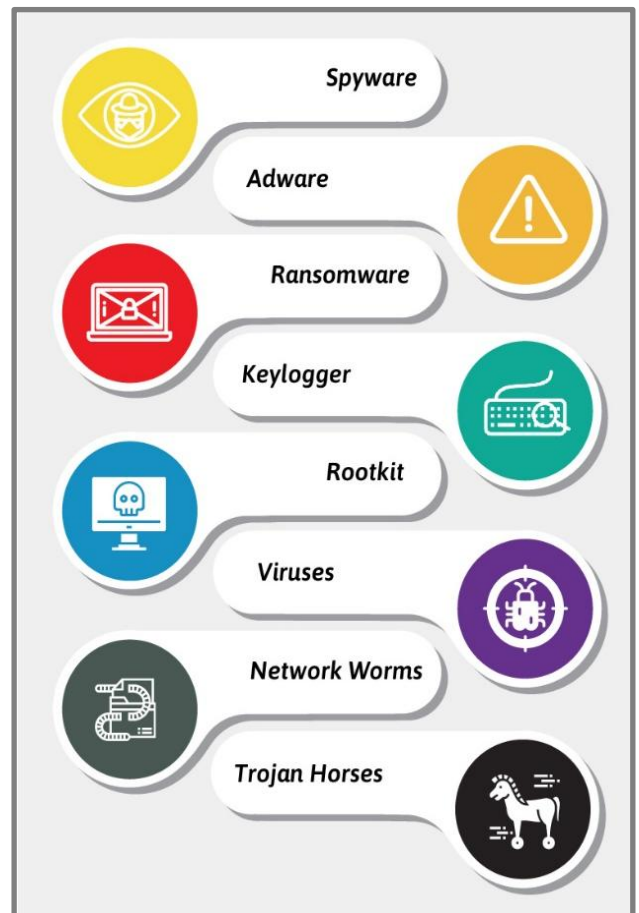 Spyware
Adware
Ransomware
Keylogger
Rootkit
Viruses
Network Worms
Trojan Horses